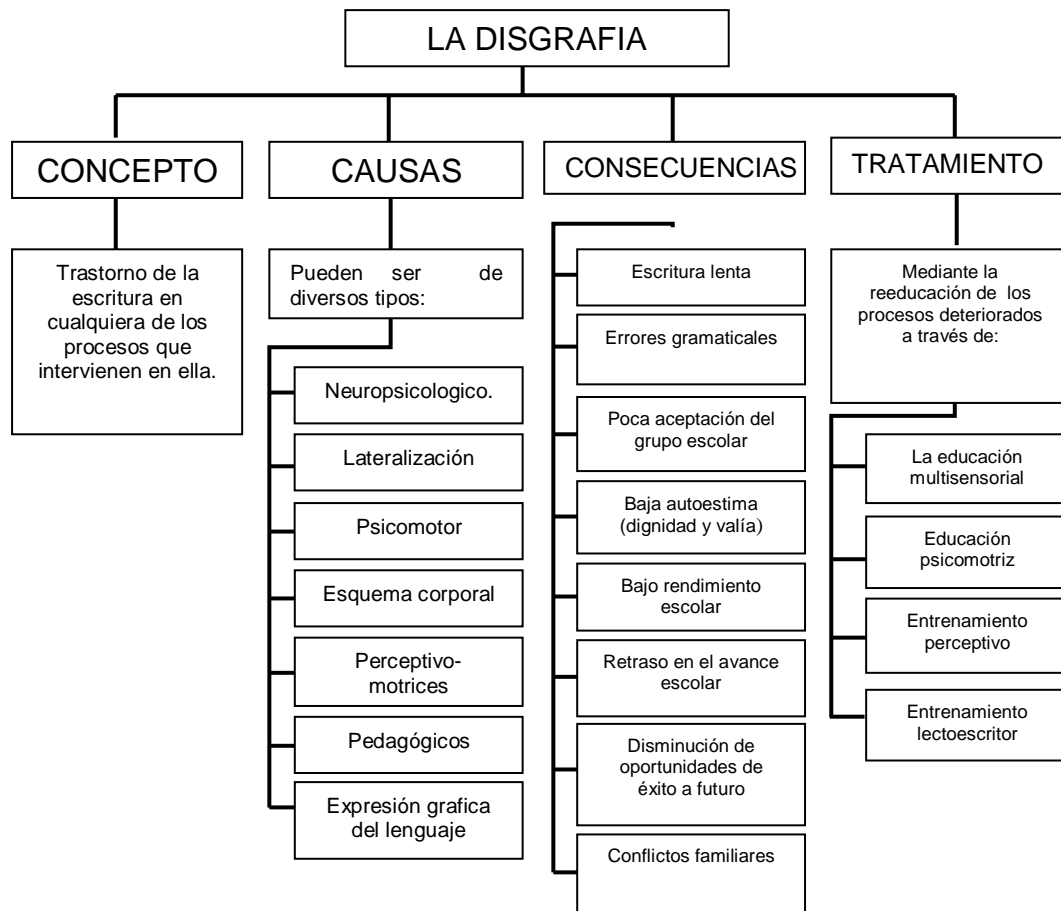 LA DISGRAFIA
CONCEPTO
Trastorno de la
escritura en
cualquiera de los
procesos que
intervienen en ella.
CAUSAS
Pueden ser de
diversos tipos:
Neuropsicologico.
Lateralización
Psicomotor
Esquema corporal
Perceptivo-
motrices
Pedagógicos
Expresión grafica
del lenguaje
CONSECUENCIAS
Escritura lenta
Errores gramaticales
Poca aceptación del
grupo escolar
Baja autoestima
(dignidad y valía)
Bajo rendimiento
escolar
Retraso en el avance
escolar
Disminución de
oportunidades de
éxito a futuro
Conflictos familiares
TRATAMIENTO
Mediante la
reeducación de los
procesos deteriorados
a través de:
La educación
multisensorial
Educación
psicomotriz
Entrenamiento
perceptivo
Entrenamiento
lectoescritor